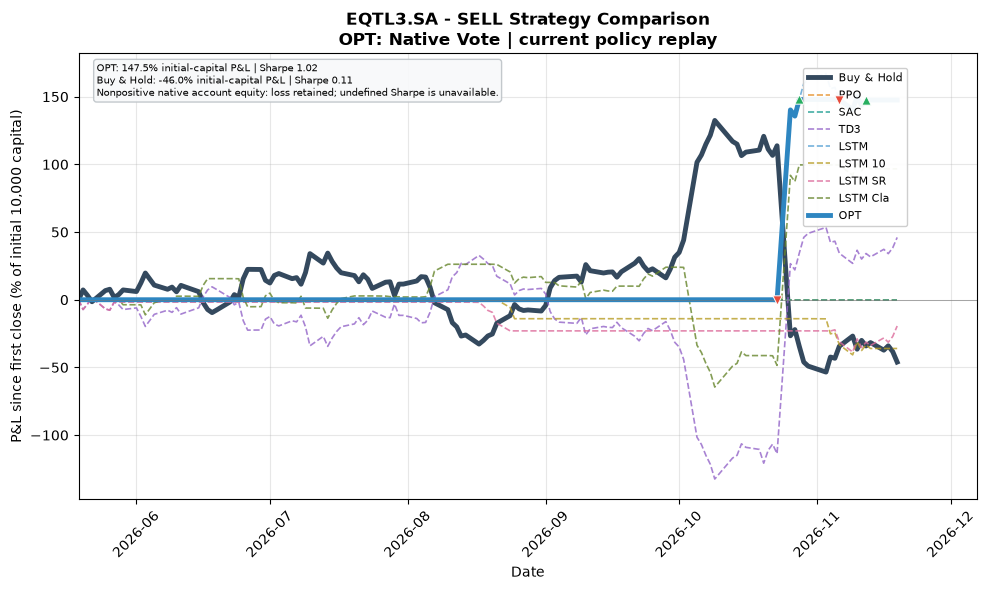 EQTL3.SA - SELL Strategy Comparison
OPT: Native Vote | current policy replay
OPT: 147.5% initial-capital P&L | Sharpe 1.02
Buy & Hold: -46.0% initial-capital P&L | Sharpe 0.11
Nonpositive native account equity: loss retained; undefined Sharpe is unavailable.
Buy & Hold
PPO
SAC
TD3
LSTM
LSTM 10
LSTM SR
LSTM Cla
OPT
P&L since first close (% of initial 10,000 capital)
150
100
50
0
−50
−100
2026-06
2026-07
2026-08
2026-09
2026-10
2026-11
2026-12
Date